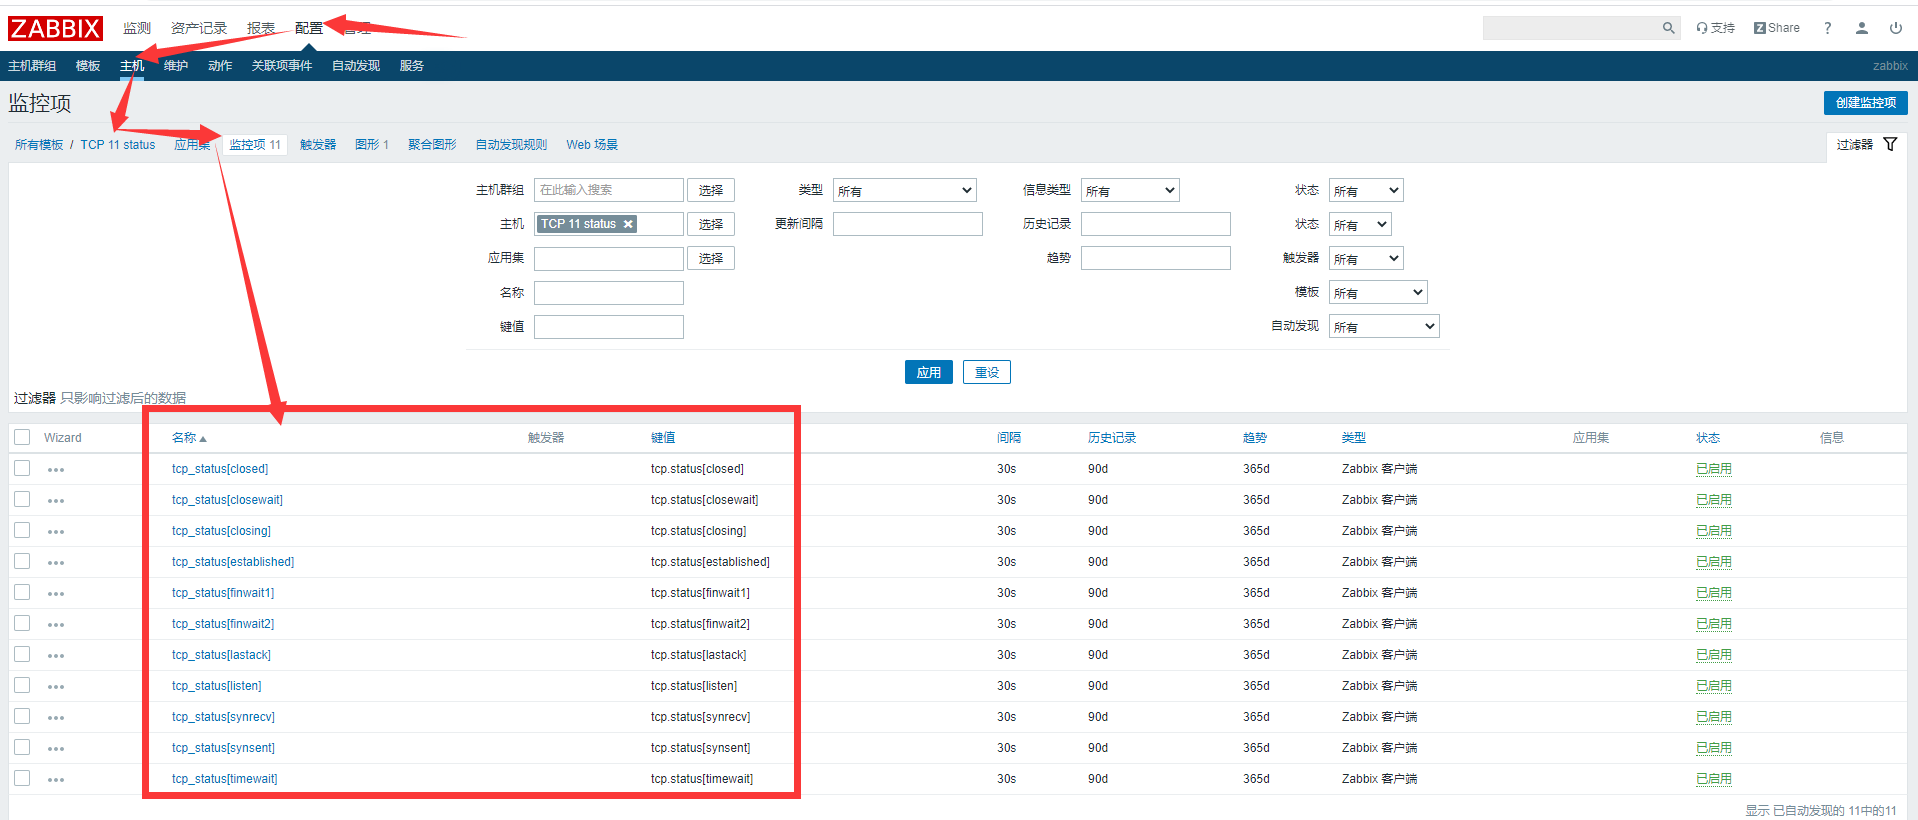 ZABBIX 监测 资产记录 报表 配置 管理 支持 Share ?
主机群组 模板 主机 维护 动作 关联项事件 自动发现 服务 zabbix
监控项 创建监控项
所有模板 / TCP 11 status 应用集 监控项 11 触发器 图形 1 聚合图形 自动发现规则 Web 场景 过滤器
主机群组 在此输入搜索 选择 类型 所有 信息类型 所有 状态 所有
主机 TCP 11 status 选择 更新间隔 历史记录 状态 所有
应用集 选择 趋势 触发器 所有
名称 模板 所有
键值 自动发现 所有
应用 重设
过滤器 只影响过滤后的数据
Wizard 名称 触发器 键值 间隔 历史记录 趋势 类型 应用集 状态 信息
tcp_status[closed] tcp.status[closed] 30s 90d 365d Zabbix 客户端 已启用
tcp_status[closewait] tcp.status[closewait] 30s 90d 365d Zabbix 客户端 已启用
tcp_status[closing] tcp.status[closing] 30s 90d 365d Zabbix 客户端 已启用
tcp_status[established] tcp.status[established] 30s 90d 365d Zabbix 客户端 已启用
tcp_status[finwait1] tcp.status[finwait1] 30s 90d 365d Zabbix 客户端 已启用
tcp_status[finwait2] tcp.status[finwait2] 30s 90d 365d Zabbix 客户端 已启用
tcp_status[lastack] tcp.status[lastack] 30s 90d 365d Zabbix 客户端 已启用
tcp_status[listen] tcp.status[listen] 30s 90d 365d Zabbix 客户端 已启用
tcp_status[synrecv] tcp.status[synrecv] 30s 90d 365d Zabbix 客户端 已启用
tcp_status[synsent] tcp.status[synsent] 30s 90d 365d Zabbix 客户端 已启用
tcp_status[timewait] tcp.status[timewait] 30s 90d 365d Zabbix 客户端 已启用
显示 已自动发现的 11中的11